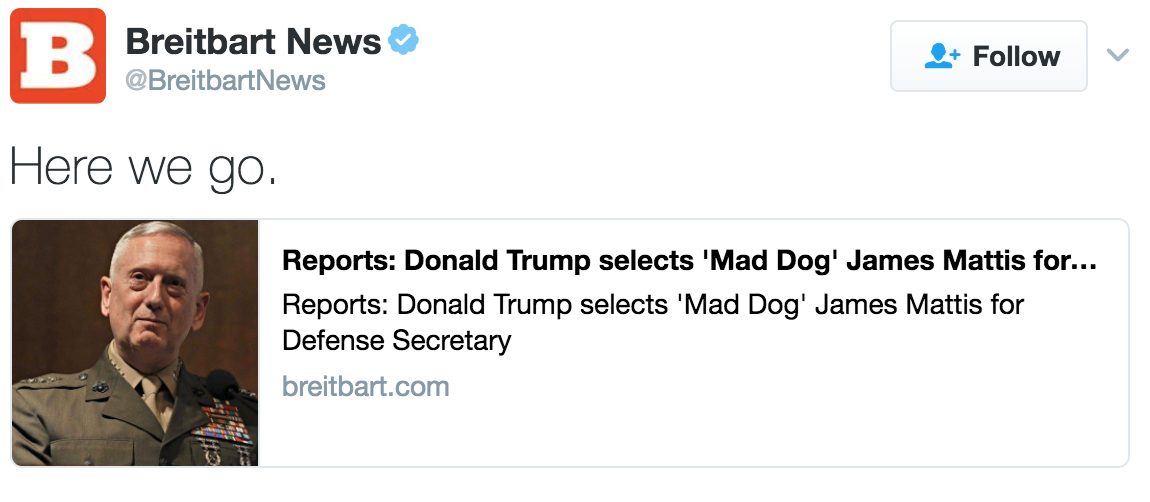 B
Breitbart News
@BreitbartNews
Follow
Here we go.
Reports: Donald Trump selects 'Mad Dog' James Mattis for...
Reports: Donald Trump selects 'Mad Dog' James Mattis for
Defense Secretary
breitbart.com